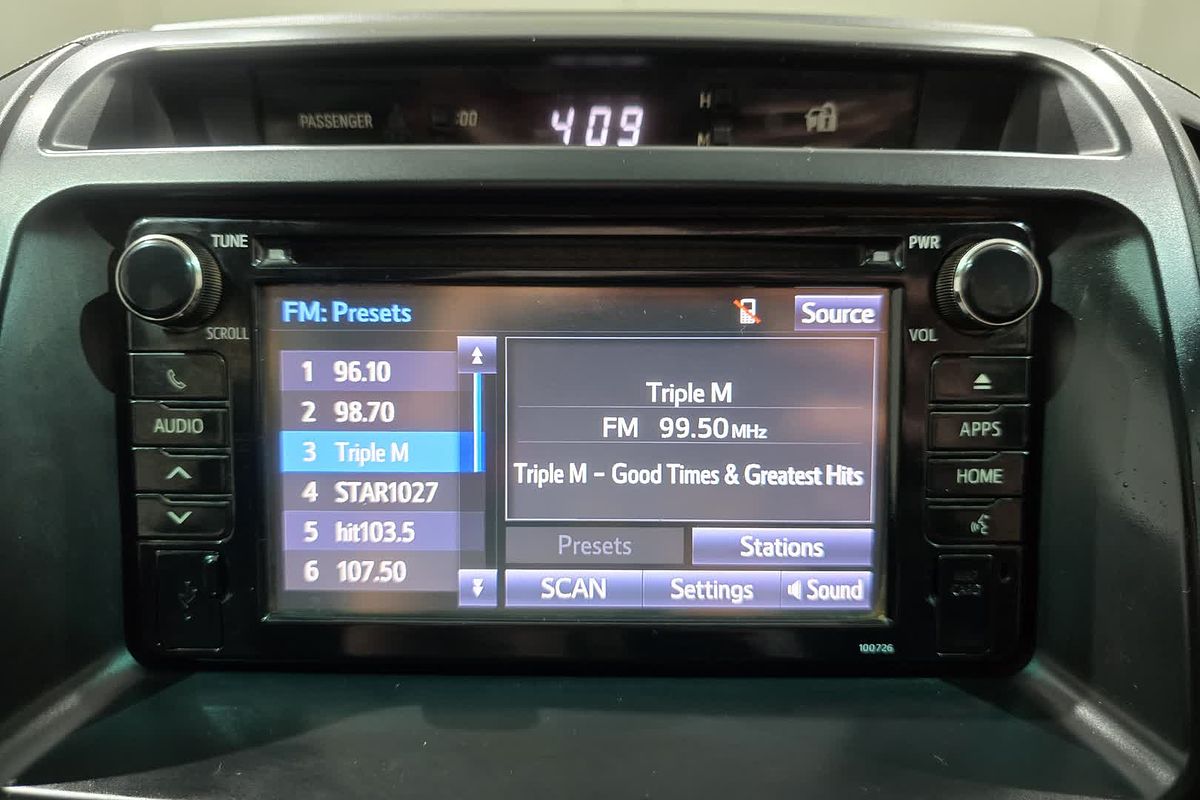 PASSENGER
:00
409
H
M
TUNE
PWR
SCROLL
VOL
FM: Presets
Source
1 96.10
2 98.70
3 Triple M
4 STAR1027
5 hit103.5
6 107.50
Triple M
FM 99.50 MHz
Triple M – Good Times & Greatest Hits
Presets
Stations
SCAN
Settings
Sound
AUDIO
APPS
HOME
100726